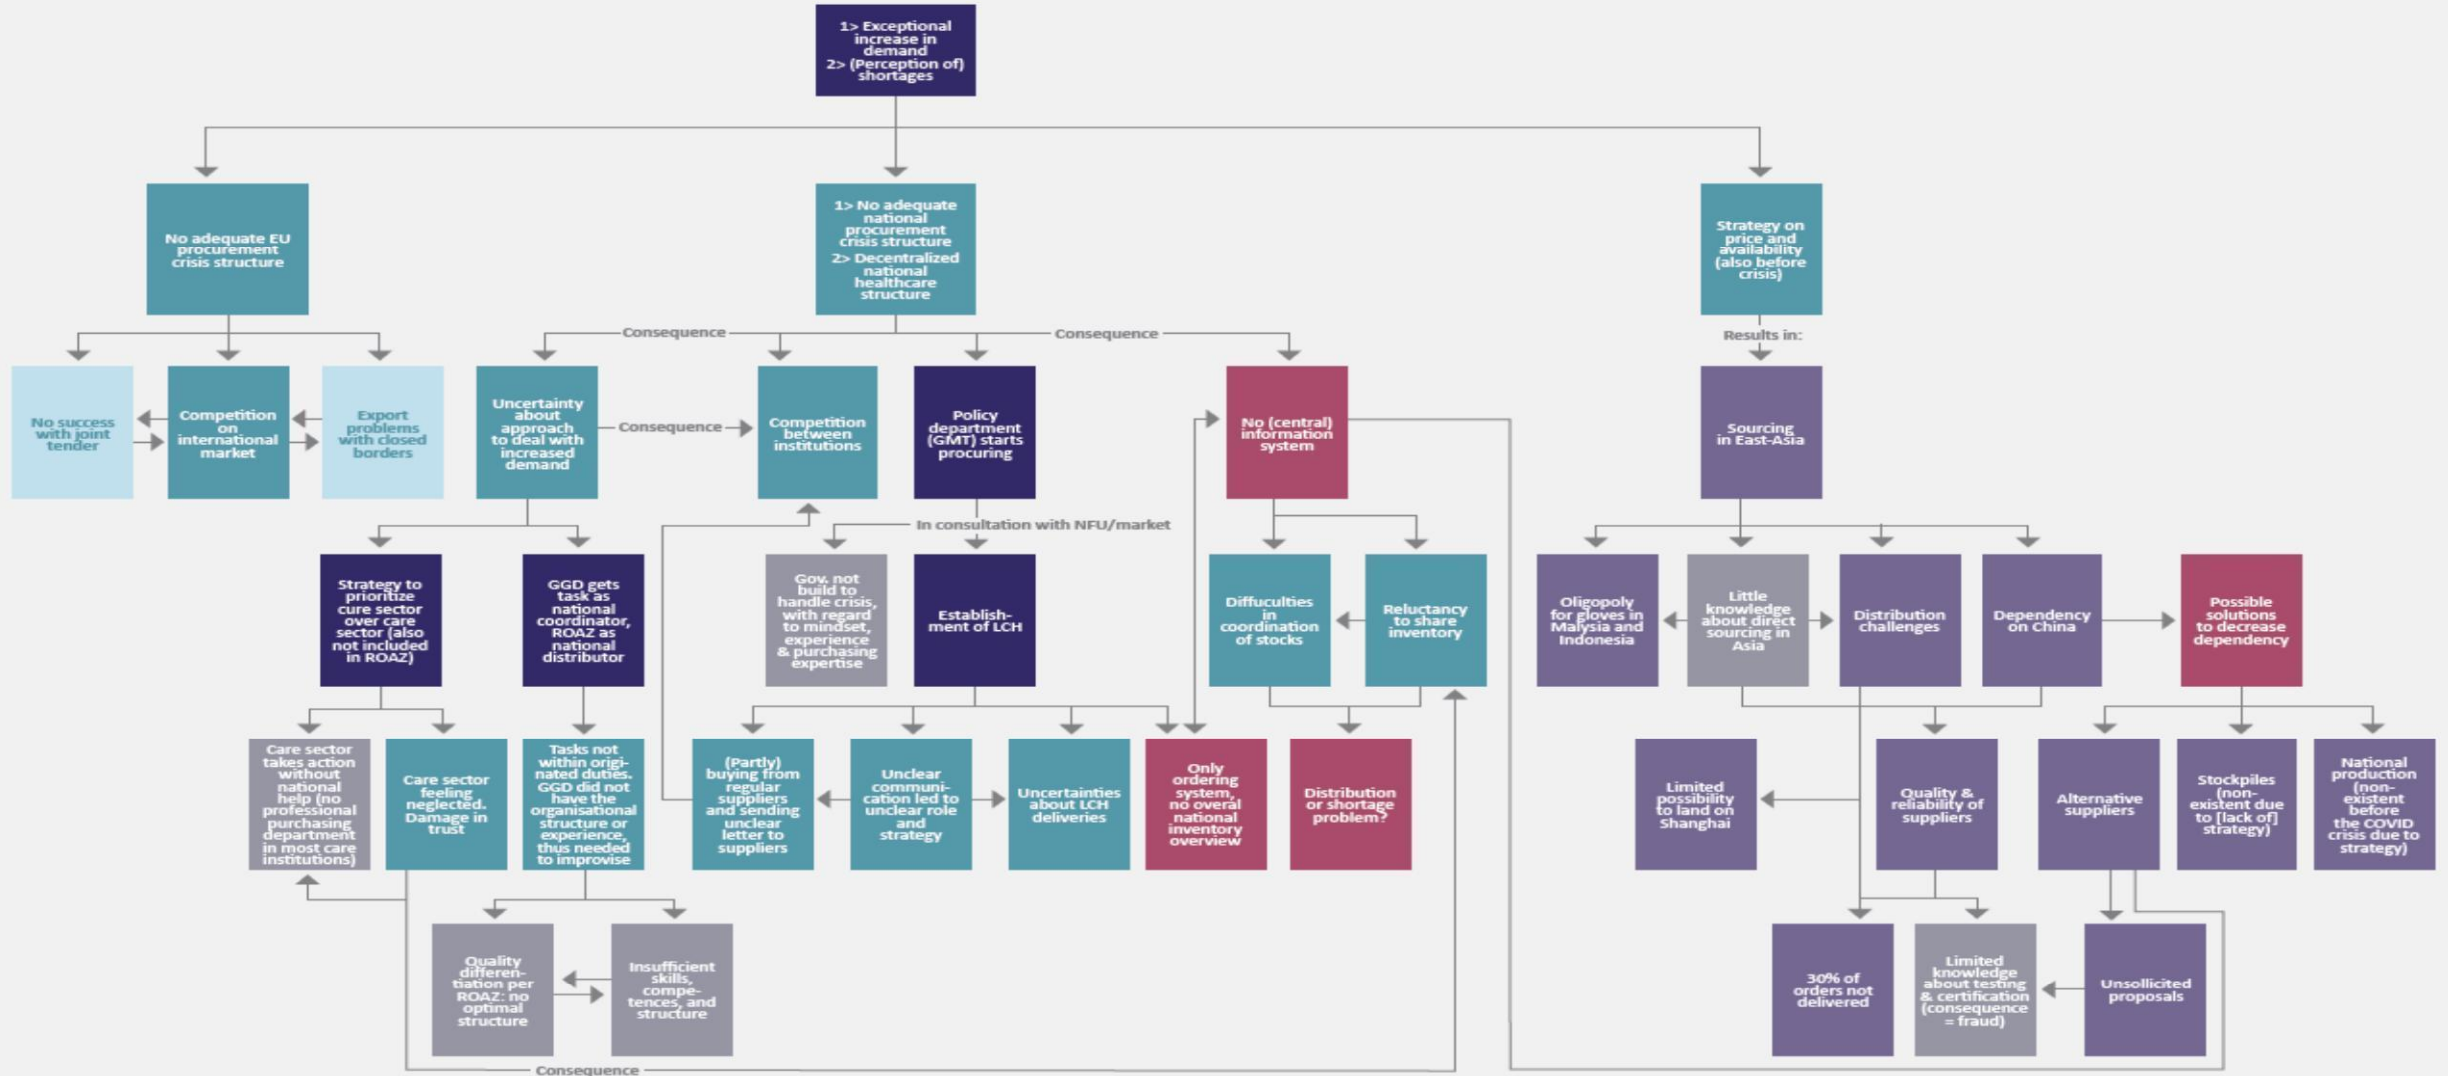 1> Exceptional
increase in
demand
2> (Perception of)
shortages
No adequate EU
procurement
crisis structure
1> No adequate
national
procurement
crisis structure
2> Decentralized
national
healthcare
structure
Strategy on
price and
availability
(also before
crisis)
Consequence
Consequence
Results in:
No success
with joint
tender
Competition
on
international
market
Export
problems
with closed
borders
Uncertainty
about
approach
to deal with
increased
demand
Consequence
Competition
between
institutions
Policy
department
(GMT) starts
procuring
No (central)
information
system
Sourcing
in East-Asia
In consultation with NFU/market
Strategy to
prioritize
cure sector
over care
sector (also
not included
in ROAZ)
GGD gets
task as
national
coordinator,
ROAZ as
national
distributor
Gov. not
build to
handle crisis,
with regard
to mindset,
experience
& purchasing
expertise
Establish-
ment of LCH
Diffuculties
in
coordination
of stocks
Reluctancy
to share
inventory
Oligopoly
for gloves in
Malysia and
Indonesia
Little
knowledge
about direct
sourcing in
Asia
Distribution
challenges
Dependency
on China
Possible
solutions
to decrease
dependency
Care sector
takes action
without
national
help (no
professional
purchasing
department
in most care
institutions)
Care sector
feeling
neglected.
Damage in
trust
Tasks not
within origi-
nated duties.
GGD did not
have the
organisational
structure or
experience,
thus needed
to improvise
(Partly)
buying from
regular
suppliers
and sending
unclear
letter to
suppliers
Unclear
communi-
cation led to
unclear role
and
strategy
Uncertainties
about LCH
deliveries
Only
ordering
system,
no overal
national
inventory
overview
Distribution
or shortage
problem?
Limited
possibility
to land on
Shanghai
Quality &
reliability of
suppliers
Alternative
suppliers
Stockpiles
(non-
existent due
to [lack of]
strategy)
National
production
(non-
existent
before
the COVID
crisis due to
strategy)
Quality
differen-
tiation per
ROAZ: no
optimal
structure
Insufficient
skills,
compe-
tences, and
structure
30% of
orders not
delivered
Limited
knowledge
about testing
& certification
(consequence
= fraud)
Unsollicited
proposals
Consequence